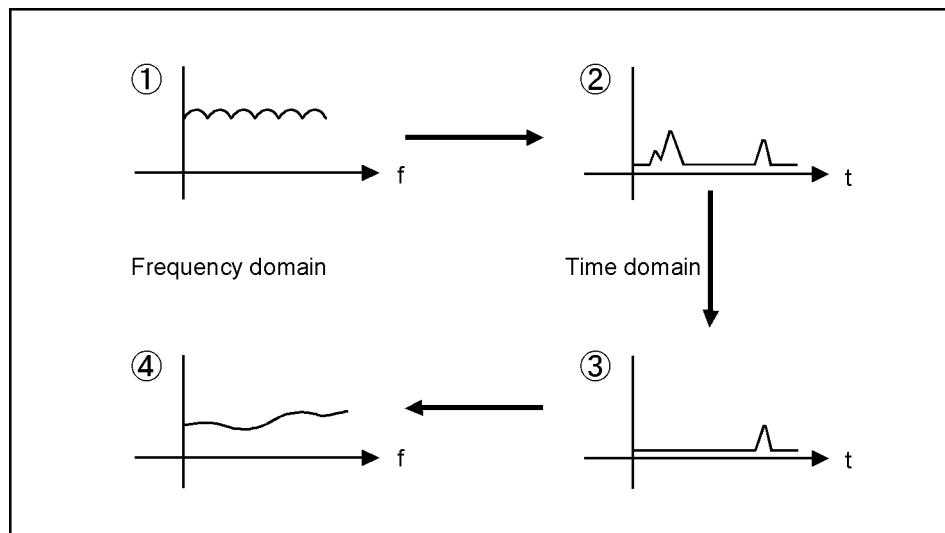 ①
②
f
t
Frequency domain
Time domain
④
③
f
t